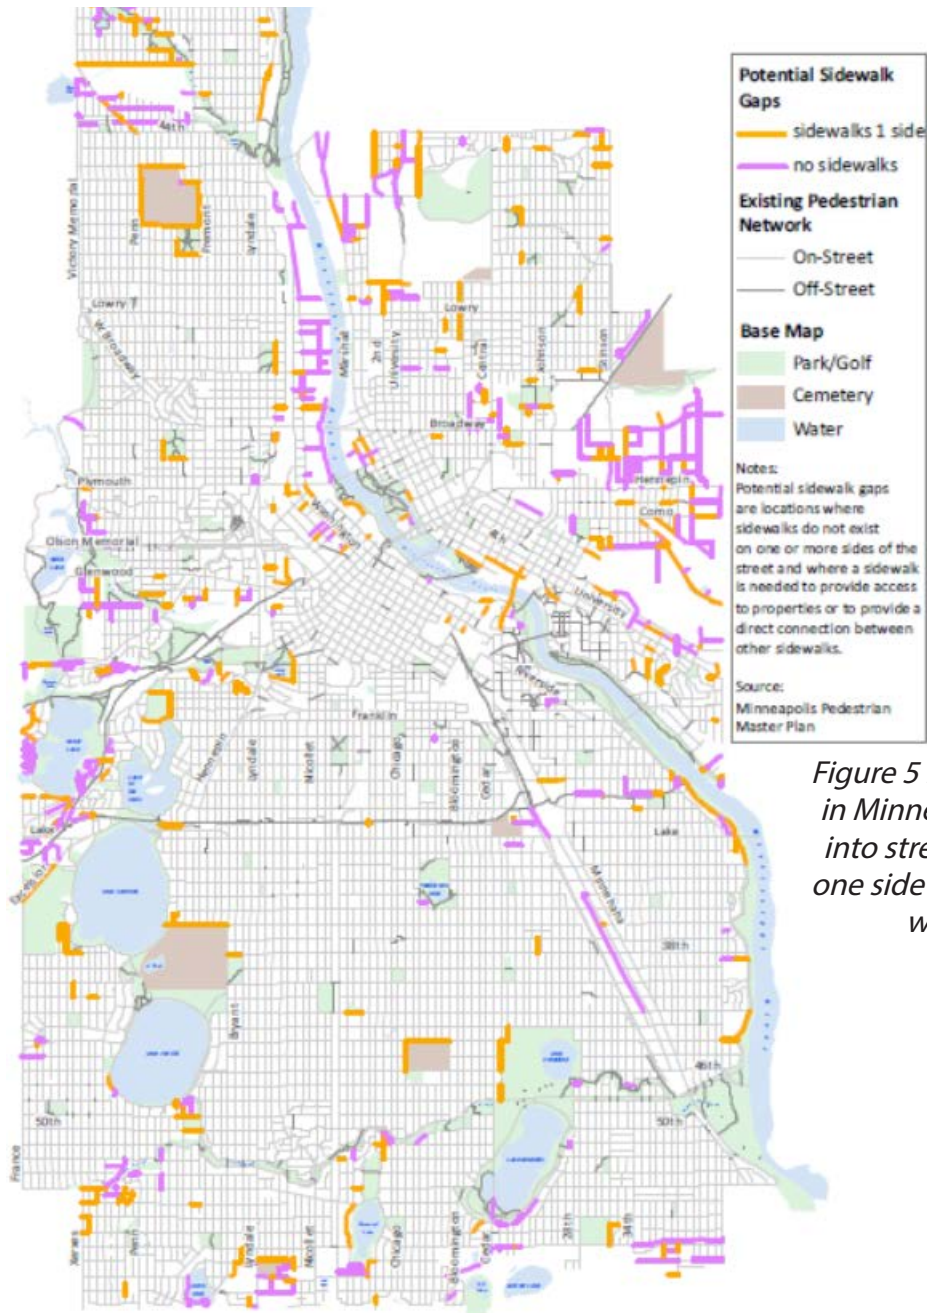 Potential Sidewalk
Gaps
sidewalks 1 side
no sidewalks
Existing Pedestrian
Network
On-Street
Off-Street
Base Map
Park/Golf
Cemetery
Water
Notes:
Potential sidewalk gaps
are locations where
sidewalks do not exist
on one or more sides of the
street and where a sidewalk
is needed to provide access
to properties or to provide a
direct connection between
other sidewalks.
Source:
Minneapolis Pedestrian
Master Plan
Figure 5
in Minne
into stre
one side
w
44th
Victory Memorial
Penn
Fremont
Lyndale
Lowry
W Broadway
Marshal
2nd
University
Lowry
Central
Johnson
Stinson
Broadway
Plymouth
Hennepin
Washington
Como
Olson Memorial
8th
Glenwood
University
Riverside
Franklin
Hennepin
Lyndale
Nicollet
Chicago
Bloomington
Cedar
Lake
Lake
Excelsior
Minnehaha
38th
Bryant
46th
50th
50th
France
Xerxes
Penn
Lyndale
Nicollet
Chicago
Bloomington
Cedar
28th
34th